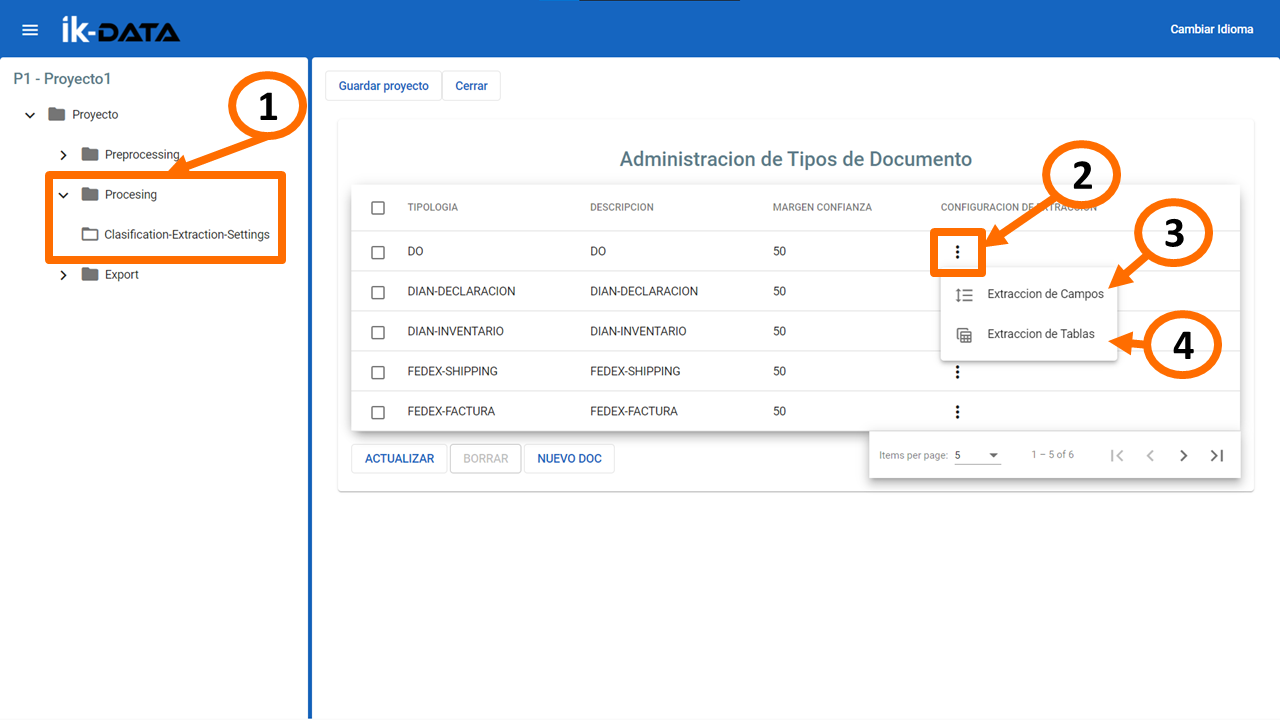 ik-DATA
Cambiar Idioma
P1 - Proyecto1
Proyecto
Preprocessing
Procesing
Clasification-Extraction-Settings
Export
1
Guardar proyecto
Cerrar
Administracion de Tipos de Documento
2
TIPOLOGIA DESCRIPCION MARGEN CONFIANZA CONFIGURACION DE EXTRACCION
3
DO DO 50
DIAN-DECLARACION DIAN-DECLARACION 50
Extraccion de Campos
DIAN-INVENTARIO DIAN-INVENTARIO 50
Extraccion de Tablas
4
FEDEX-SHIPPING FEDEX-SHIPPING 50
FEDEX-FACTURA FEDEX-FACTURA 50
ACTUALIZAR BORRAR NUEVO DOC
Items per page: 5 1 – 5 of 6